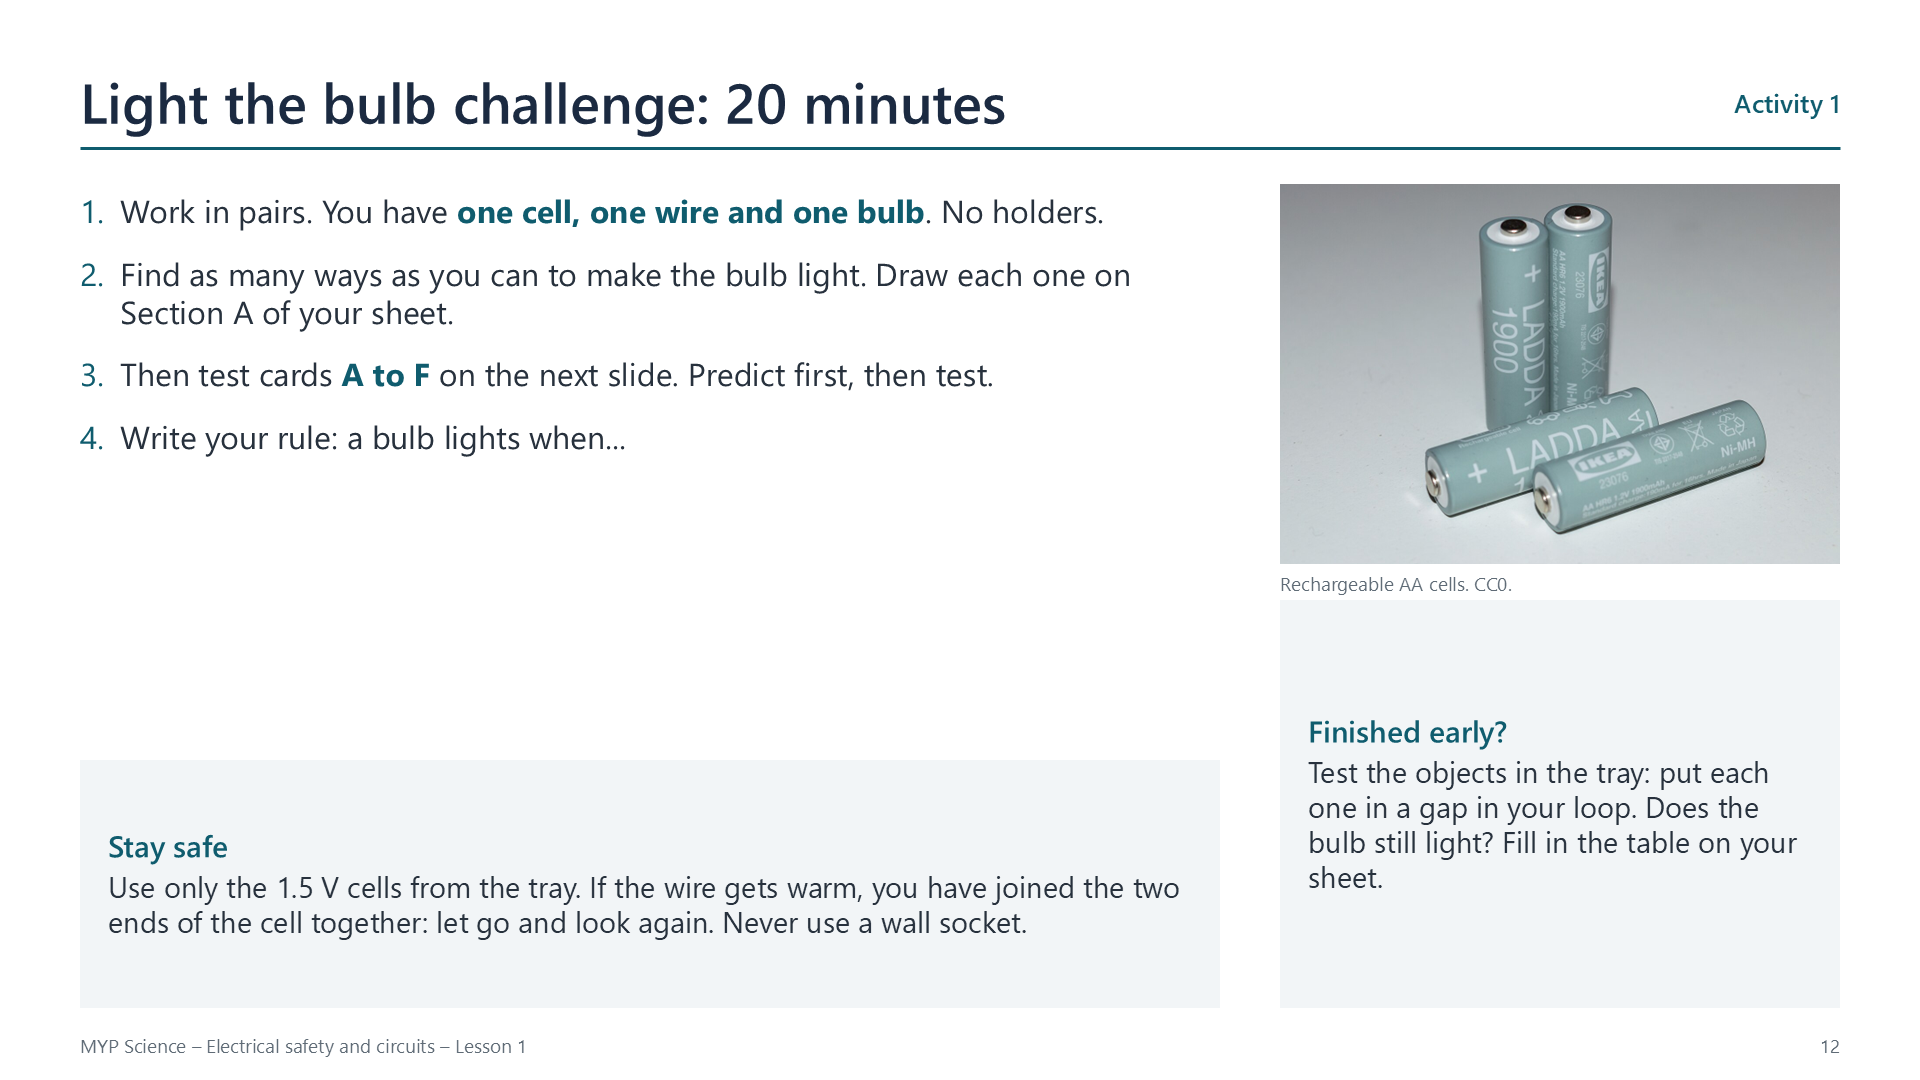 Light the bulb challenge: 20 minutes
Activity 1
1. Work in pairs. You have one cell, one wire and one bulb. No holders.
2. Find as many ways as you can to make the bulb light. Draw each one on
Section A of your sheet.
3. Then test cards A to F on the next slide. Predict first, then test.
4. Write your rule: a bulb lights when...
+ LADDA
1900
IKEA
23076
+ LADDA
IKEA
23076
Ni-MH
AA HR6 1.2V 1900mAh
Rechargeable AA cells. CC0.
Finished early?
Test the objects in the tray: put each
one in a gap in your loop. Does the
bulb still light? Fill in the table on your
sheet.
Stay safe
Use only the 1.5 V cells from the tray. If the wire gets warm, you have joined the two
ends of the cell together: let go and look again. Never use a wall socket.
MYP Science – Electrical safety and circuits – Lesson 1
12